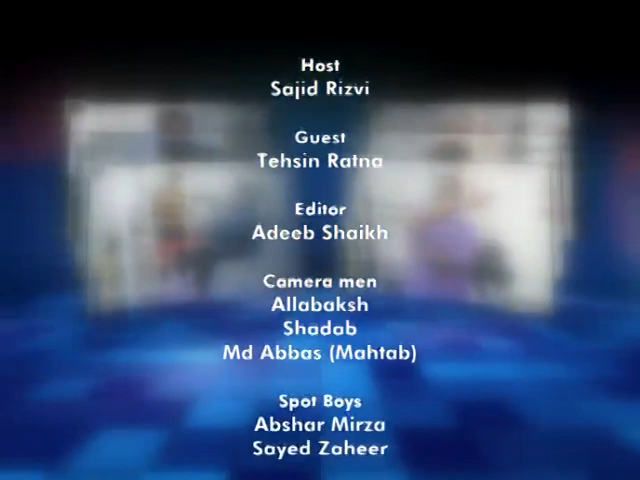 Host
Sajid Rizvi
Guest
Tehsin Ratna
Editor
Adeeb Shaikh
Camera men
Allabaksh
Shadab
Md Abbas (Mahtab)
Spot Boys
Abshar Mirza
Sayed Zaheer